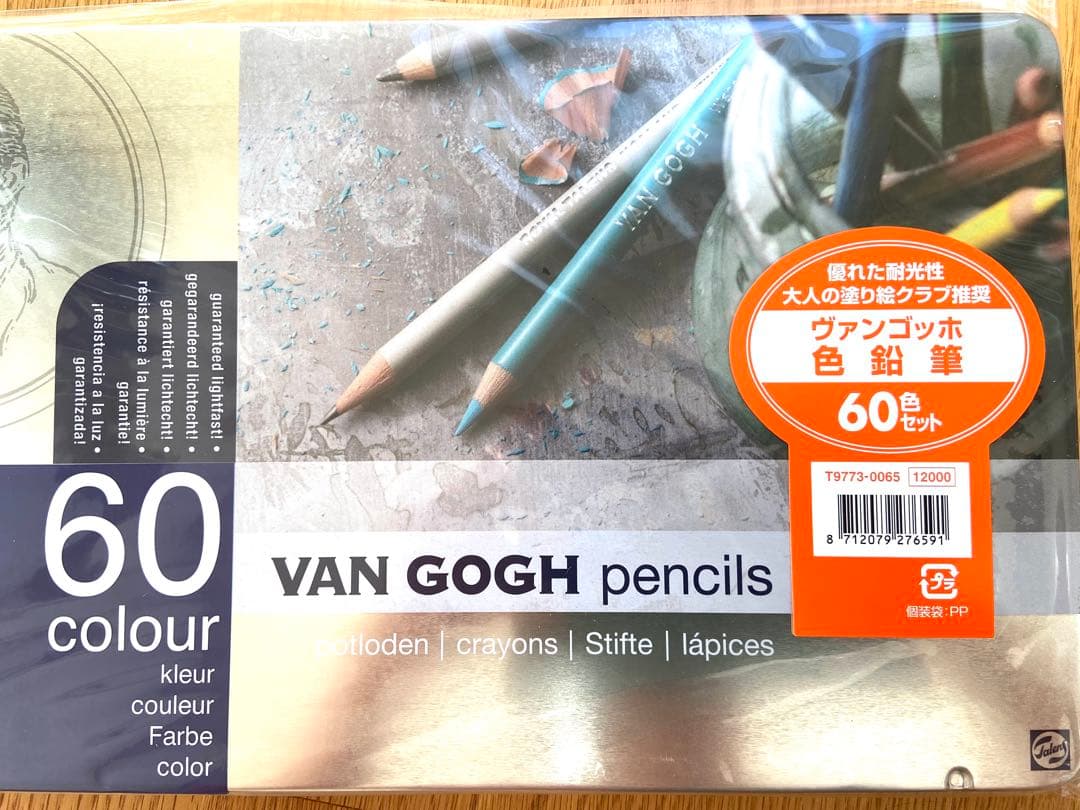 guaranteed lightfast! •
gegarandeerd lichtecht! •
garantiert lichtecht! •
résistance à la lumière •
garantie!
¡resistencia a la luz •
garantizada!
60
colour
kleur
couleur
Farbe
color
VAN GOGH
VAN GOGH pencils
potloden | crayons | Stifte | lápices
優れた耐光性
大人の塗り絵クラブ推奨
ヴァンゴッホ
色鉛筆
60色セット
T9773-0065 12000
8 712079 276591
プラ
個装袋:PP
Talens